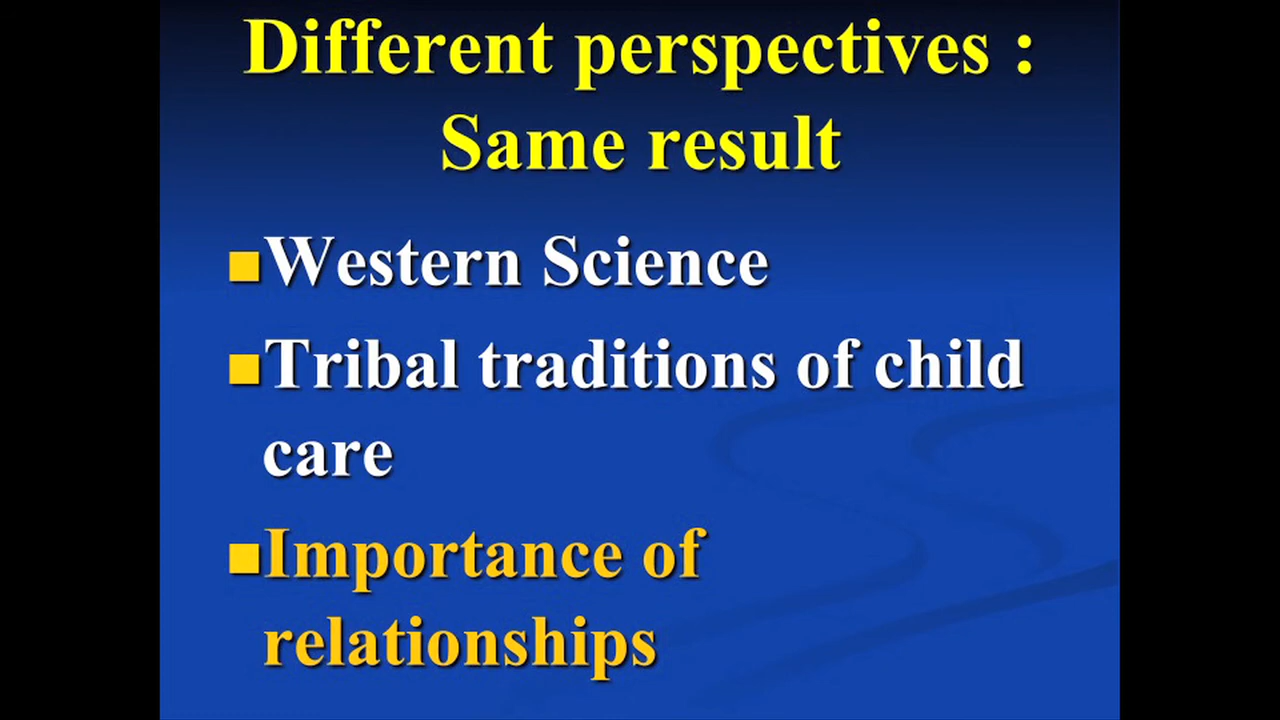 Different perspectives :
Same result
Western Science
Tribal traditions of child
care
Importance of
relationships